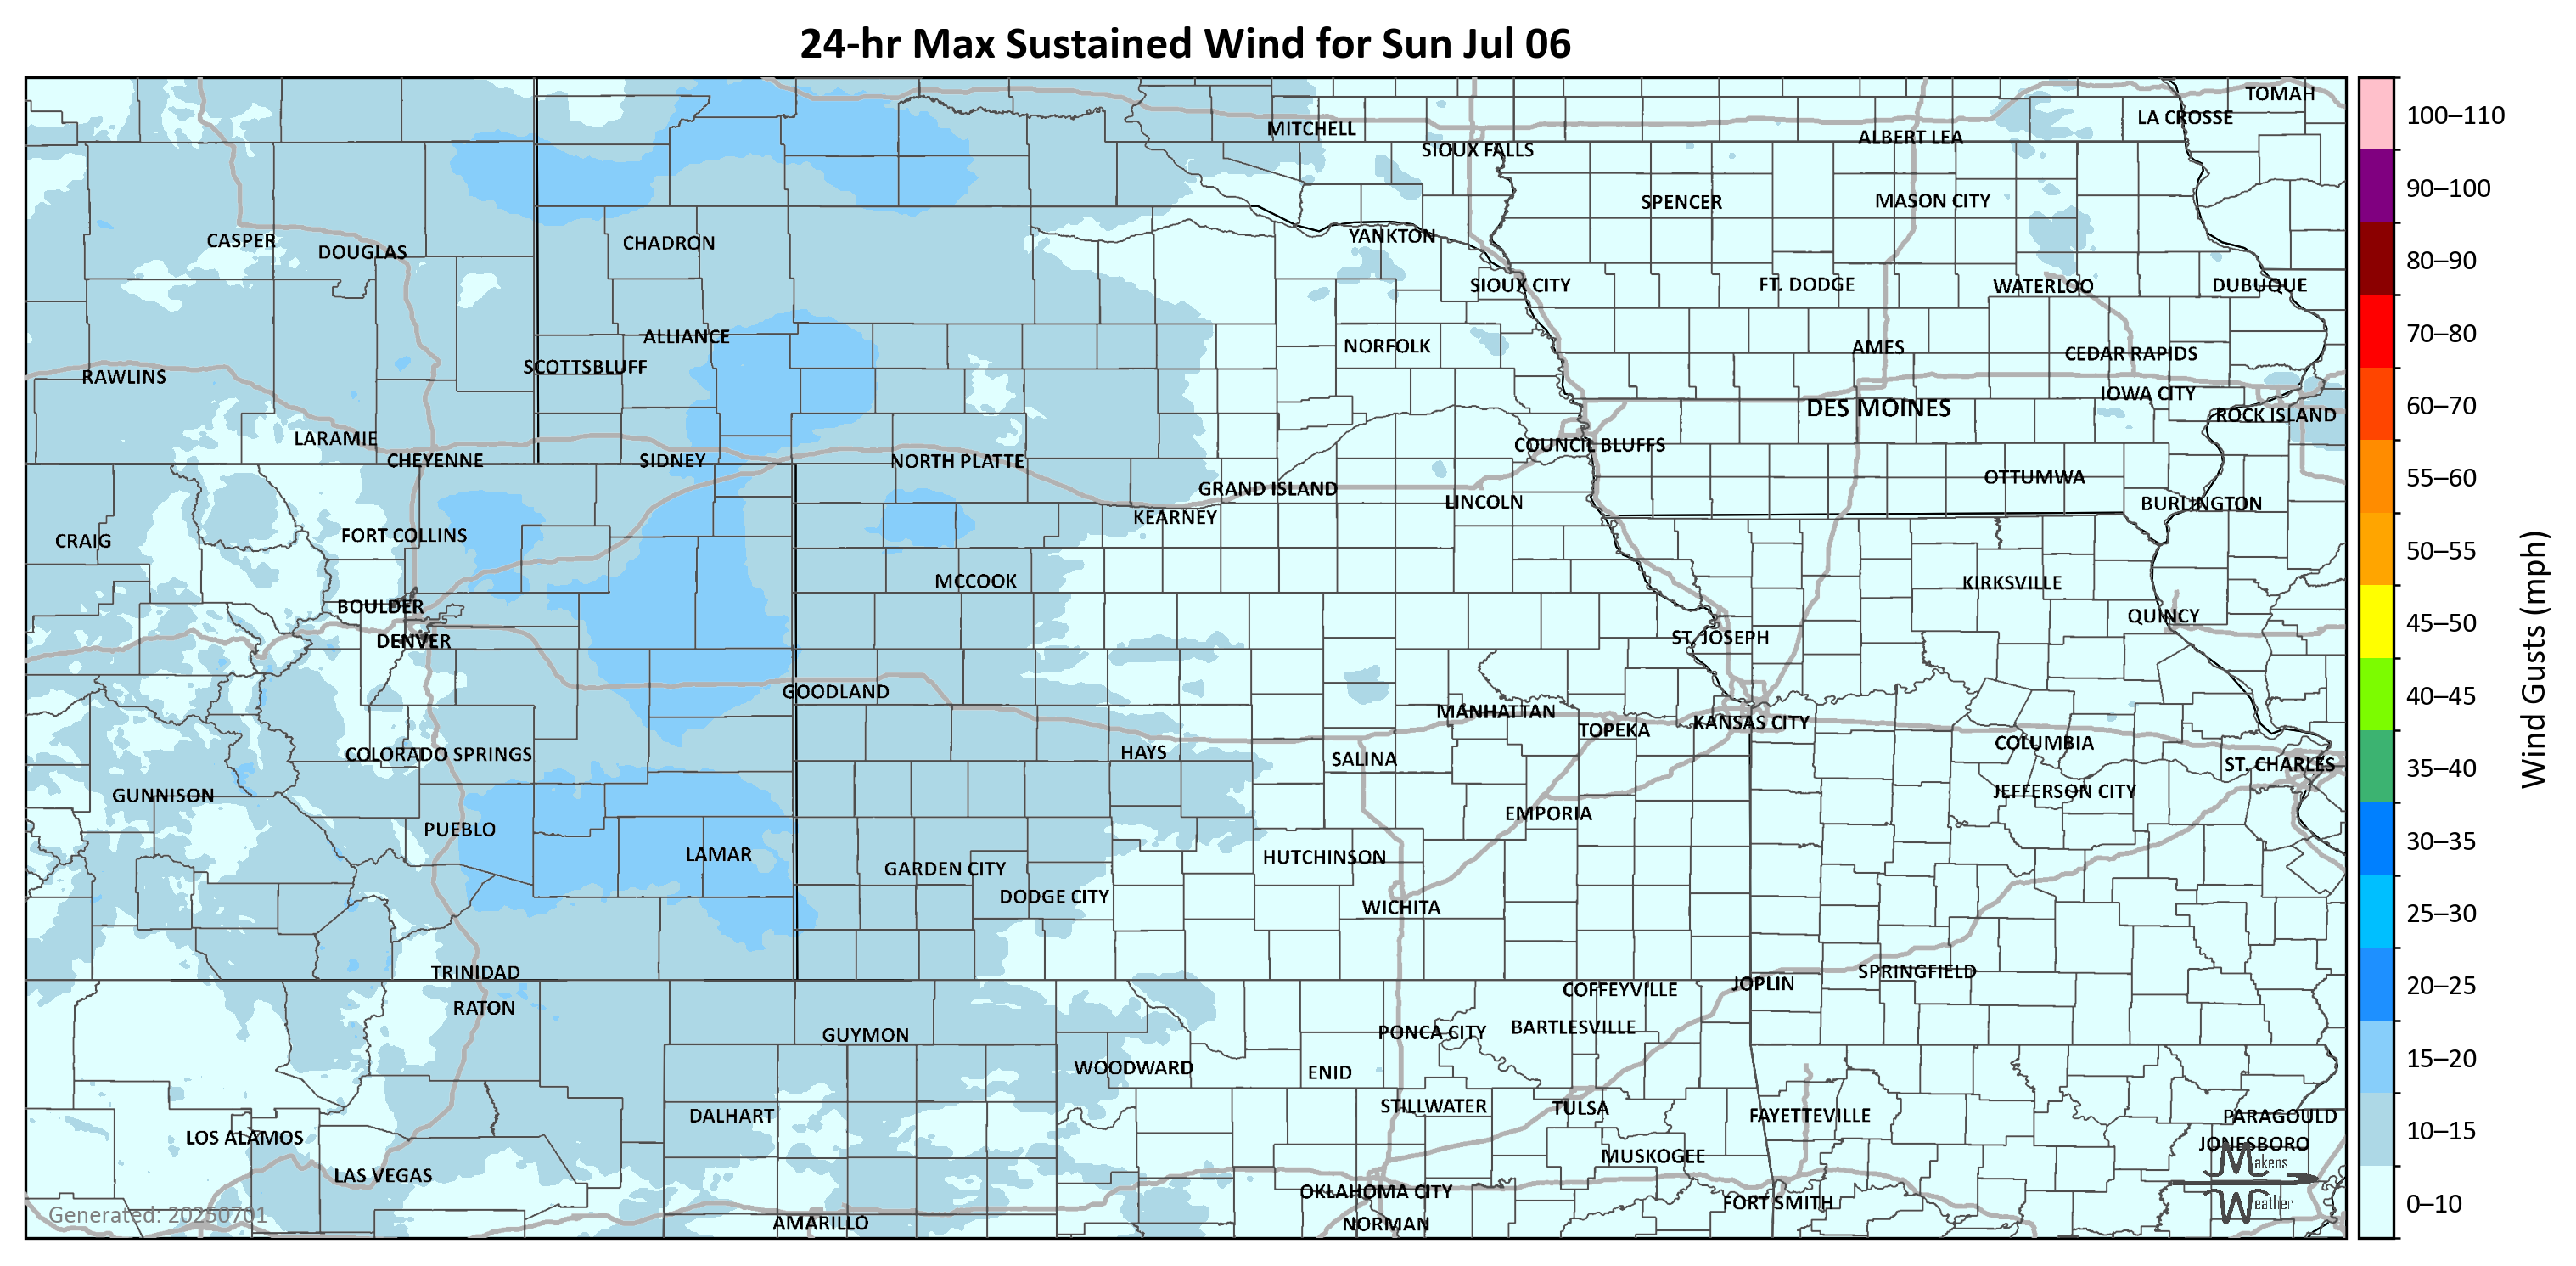 24-hr Max Sustained Wind for Sun Jul 06
TOMAH
LA CROSSE
MITCHELL
ALBERT LEA
SIOUX FALLS
SPENCER
MASON CITY
CASPER
DOUGLAS
CHADRON
YANKTON
SIOUX CITY
FT. DODGE
WATERLOO
DUBUQUE
ALLIANCE
SCOTTSBLUFF
NORFOLK
AMES
CEDAR RAPIDS
RAWLINS
IOWA CITY
DES MOINES
ROCK ISLAND
LARAMIE
COUNCIL BLUFFS
CHEYENNE
SIDNEY
NORTH PLATTE
OTTUMWA
GRAND ISLAND
LINCOLN
BURLINGTON
KEARNEY
CRAIG
FORT COLLINS
MCCOOK
KIRKSVILLE
BOULDER
QUINCY
DENVER
ST. JOSEPH
GOODLAND
MANHATTAN
TOPEKA
KANSAS CITY
COLORADO SPRINGS
HAYS
SALINA
COLUMBIA
ST. CHARLES
GUNNISON
JEFFERSON CITY
PUEBLO
EMPORIA
LAMAR
HUTCHINSON
GARDEN CITY
DODGE CITY
WICHITA
TRINIDAD
SPRINGFIELD
JOPLIN
COFFEYVILLE
RATON
GUYMON
PONCA CITY
BARTLESVILLE
WOODWARD
ENID
STILLWATER
TULSA
DALHART
FAYETTEVILLE
PARAGOULD
LOS ALAMOS
JONESBORO
MUSKOGEE
LAS VEGAS
Makens
OKLAHOMA CITY
FORT SMITH
Weather
Generated: 20250701
AMARILLO
NORMAN
100–110
90–100
80–90
70–80
60–70
55–60
50–55
45–50
40–45
35–40
30–35
25–30
20–25
15–20
10–15
0–10
Wind Gusts (mph)